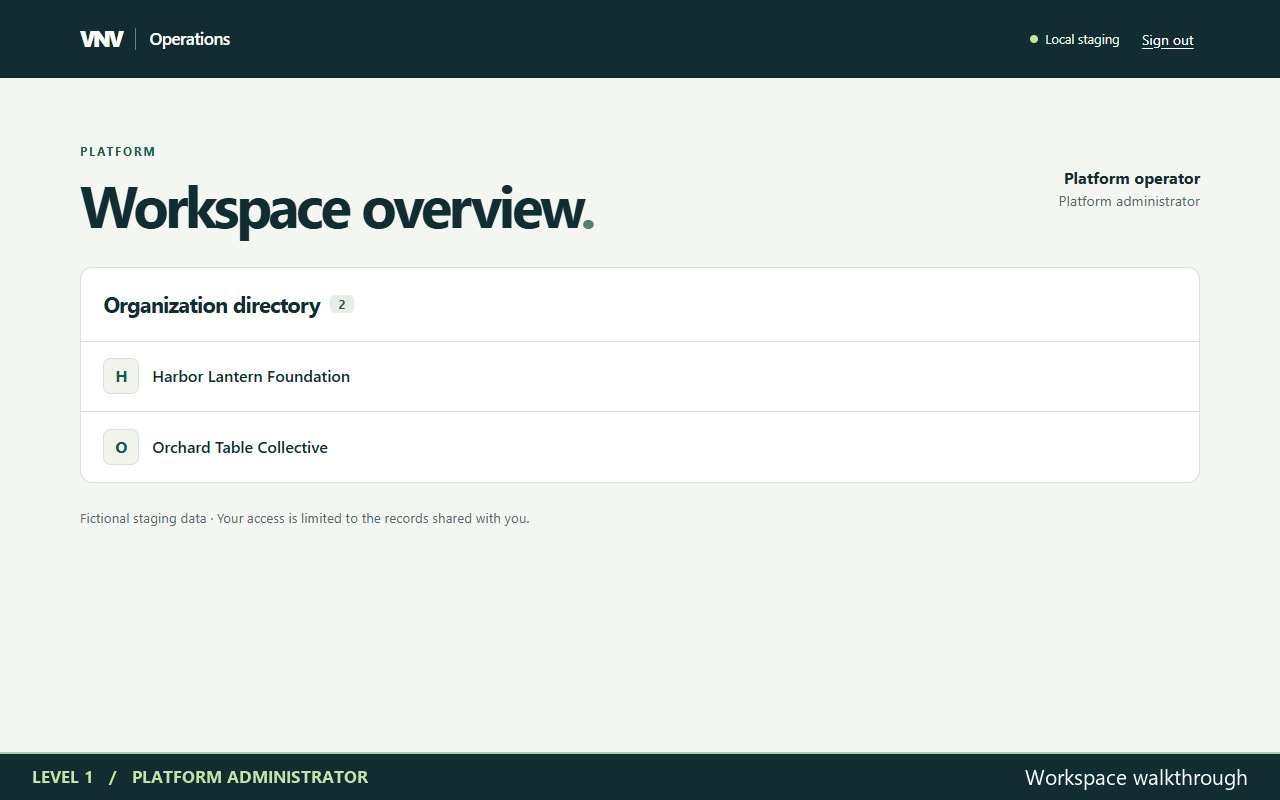 VNV Operations
Local staging Sign out
PLATFORM
Workspace overview.
Platform operator
Platform administrator
Organization directory 2
H Harbor Lantern Foundation
O Orchard Table Collective
Fictional staging data · Your access is limited to the records shared with you.
LEVEL 1 / PLATFORM ADMINISTRATOR
Workspace walkthrough